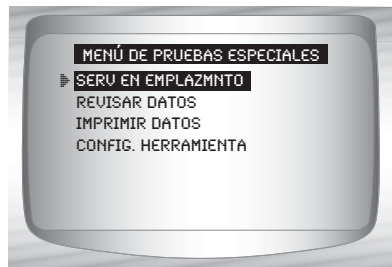 MENÚ DE PRUEBAS ESPECIALES
SERV EN EMPLAZMNTO
REVISAR DATOS
IMPRIMIR DATOS
CONFIG. HERRAMIENTA